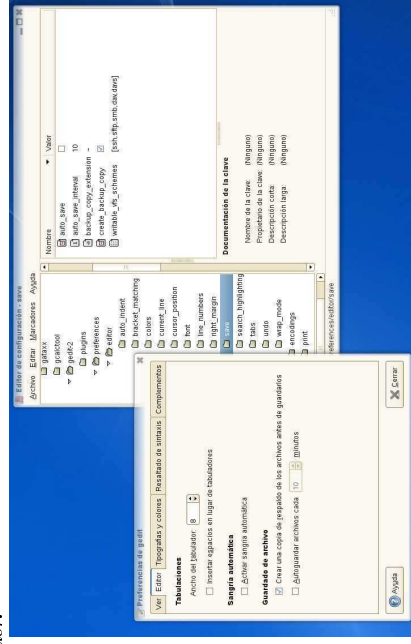 Editor de configuración - save
Archivo Editar Marcadores Ayuda
gataxx
gcalctool
gedit-2
plugins
preferences
editor
auto_indent
bracket_matching
colors
current_line
cursor_position
font
line_numbers
right_margin
save
search_highlighting
tabs
undo
wrap_mode
encodings
print
Nombre Valor
auto_save
auto_save_interval 10
backup_copy_extension ~
create_backup_copy
writable_vfs_schemes [ssh,sftp,smb,dav,davs]
Documentación de la clave
Nombre de la clave: (Ninguno)
Propietario de la clave: (Ninguno)
Descripción corta: (Ninguno)
Descripción larga: (Ninguno)
references/editor/save
Preferencias de gedit
Ver Editor Tipografías y colores Resaltado de sintaxis Complementos
Tabulaciones
Ancho del tabulador: 8
Insertar espacios en lugar de tabuladores
Sangría automática
Activar sangría automática
Guardado de archivo
Crear una copia de respaldo de los archivos antes de guardarlos
Autoguardar archivos cada 10 minutos
Ayuda
Cerrar